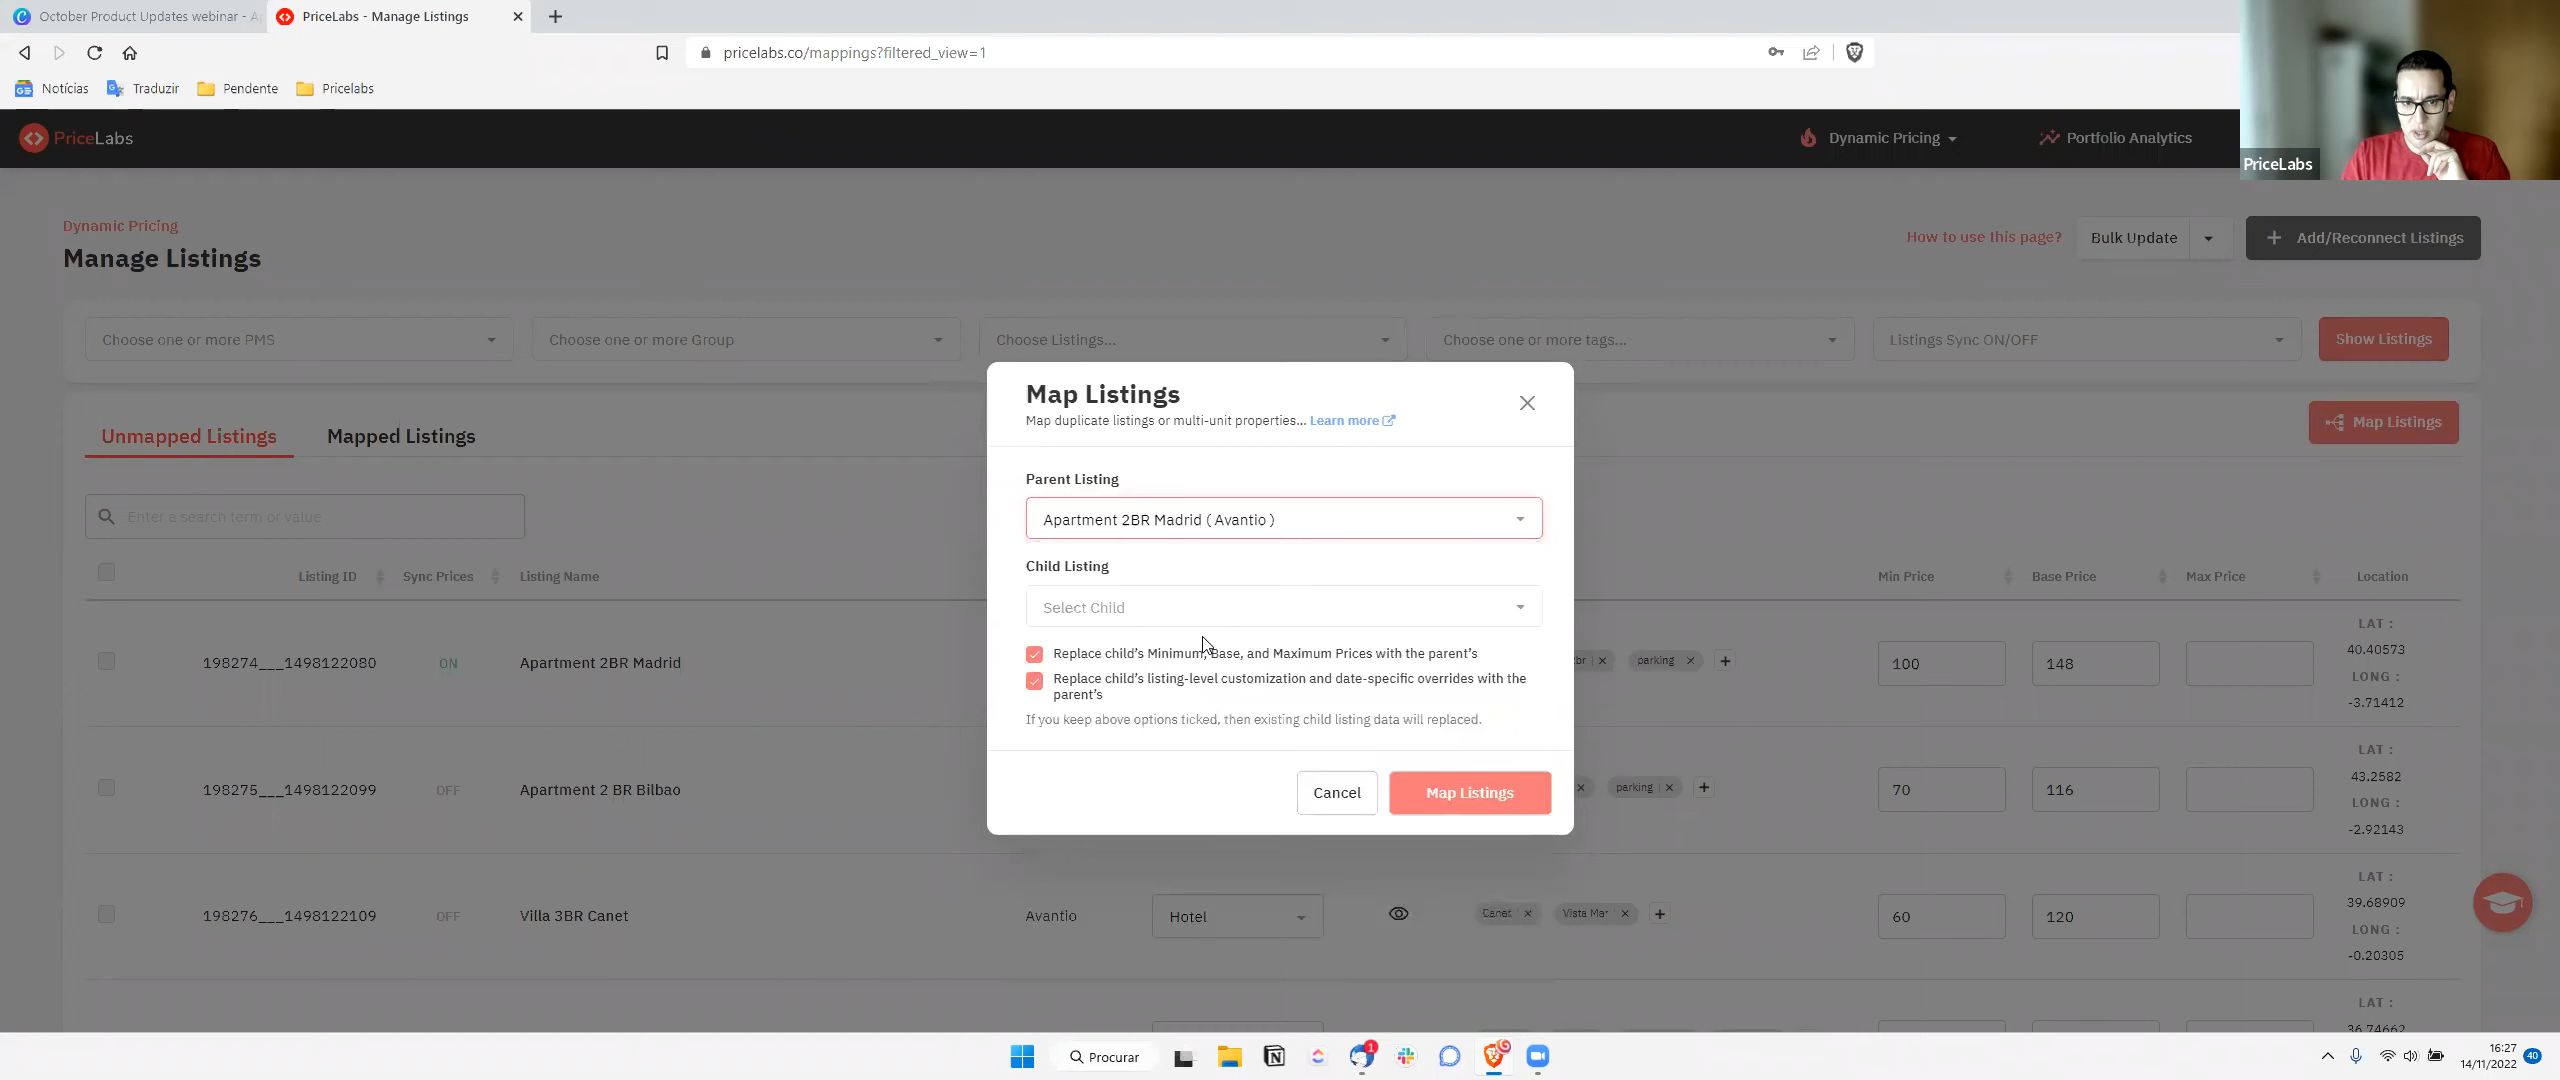 October Product Updates webinar - A
PriceLabs - Manage Listings
pricelabs.co/mappings?filtered_view=1
Notícias
Traduzir
Pendente
Pricelabs
PriceLabs
Dynamic Pricing
Portfolio Analytics
PriceLabs
Dynamic Pricing
Manage Listings
How to use this page?
Bulk Update
+ Add/Reconnect Listings
Choose one or more PMS
Choose one or more Group
Choose Listings...
Choose one or more tags...
Listings Sync ON/OFF
Show Listings
Unmapped Listings
Mapped Listings
Map Listings
Enter a search term or value
Listing ID
Sync Prices
Listing Name
Min Price
Base Price
Max Price
Location
198274___1498122080
ON
Apartment 2BR Madrid
parking
100
148
LAT :
40.40573
LONG :
-3.71412
198275___1498122099
OFF
Apartment 2 BR Bilbao
parking
70
116
LAT :
43.2582
LONG :
-2.92143
198276___1498122109
OFF
Villa 3BR Canet
Avantio
Hotel
Canet
Vista Mar
60
120
LAT :
39.68909
LONG :
-0.20305
LAT :
36.74662
Map Listings
Map duplicate listings or multi-unit properties... Learn more
Parent Listing
Apartment 2BR Madrid ( Avantio )
Child Listing
Select Child
Replace child's Minimum, Base, and Maximum Prices with the parent's
Replace child's listing-level customization and date-specific overrides with the
parent's
If you keep above options ticked, then existing child listing data will replaced.
Cancel
Map Listings
Procurar
1
16:27
14/11/2022
40